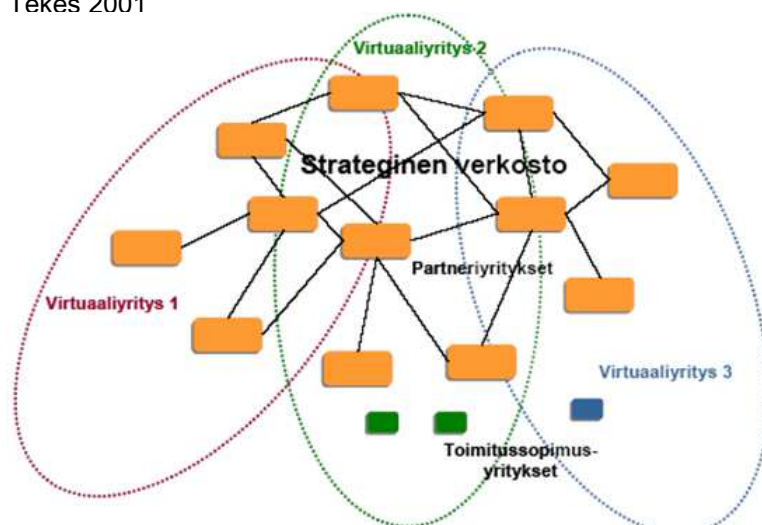 Tekes 2001
Virtuaaliyritys 2
Strateginen verkosto
Partneriyritykset
Virtuaaliyritys 1
Virtuaaliyritys 3
Toimitussopimus-
yritykset